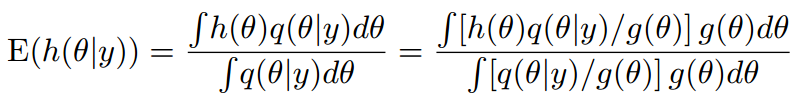 E(h(θ|y)) = ∫h(θ)q(θ|y)dθ / ∫q(θ|y)dθ = ∫[h(θ)q(θ|y)/g(θ)] g(θ)dθ / ∫[q(θ|y)/g(θ)] g(θ)dθ